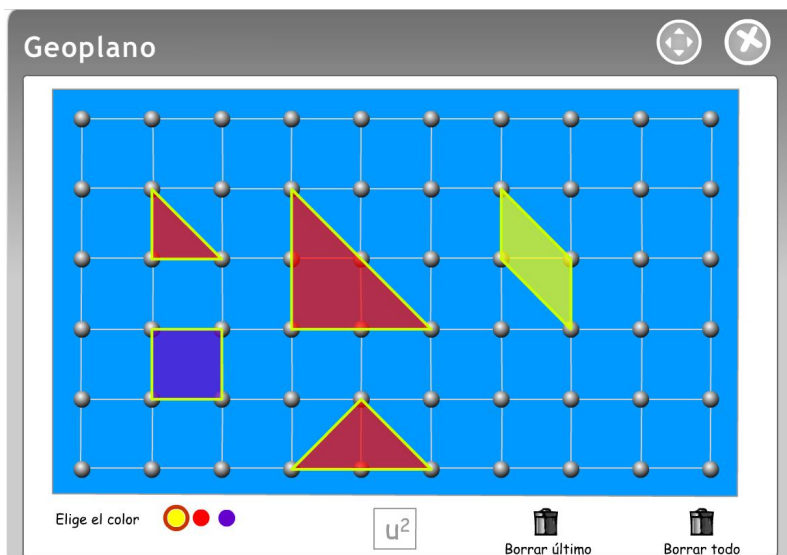 Geoplano
Elige el color
u²
Borrar último
Borrar todo